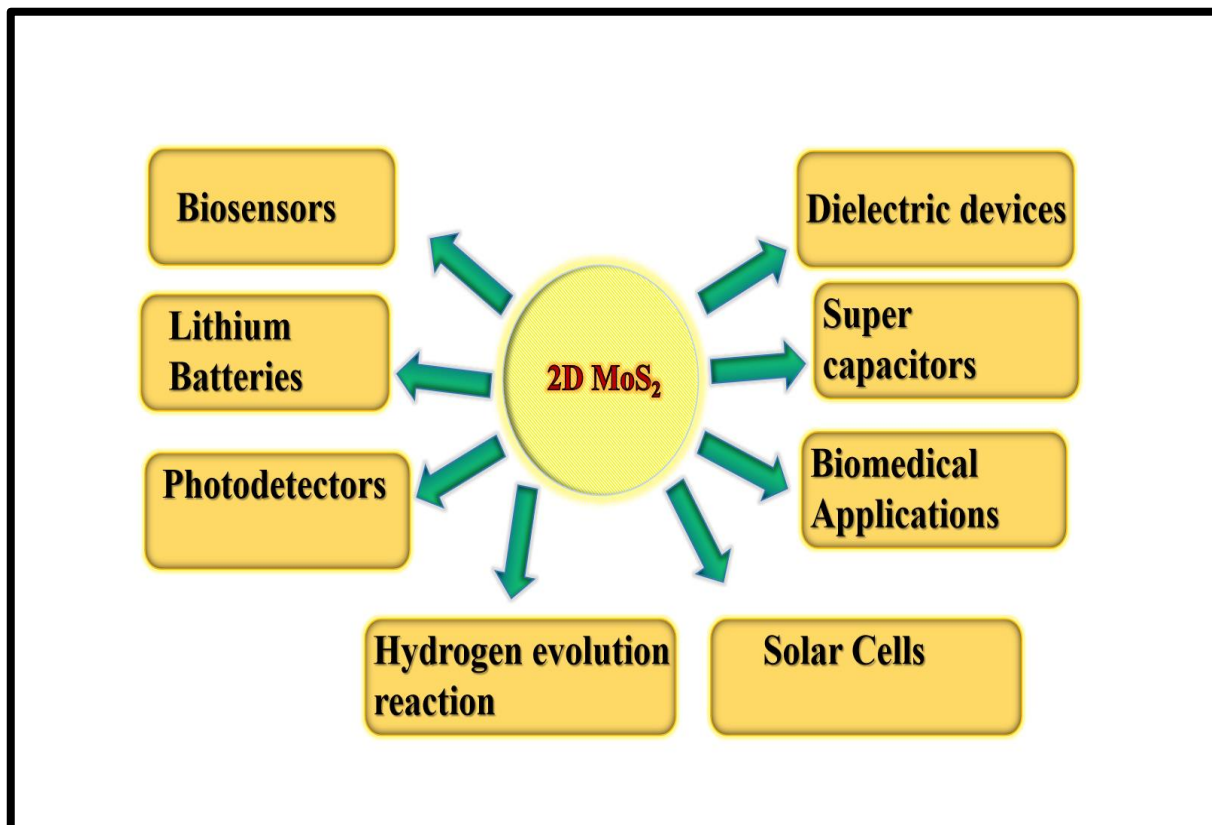 Biosensors
Lithium
Batteries
Photodetectors
2D MoS₂
Dielectric devices
Super
capacitors
Biomedical
Applications
Hydrogen evolution
reaction
Solar Cells